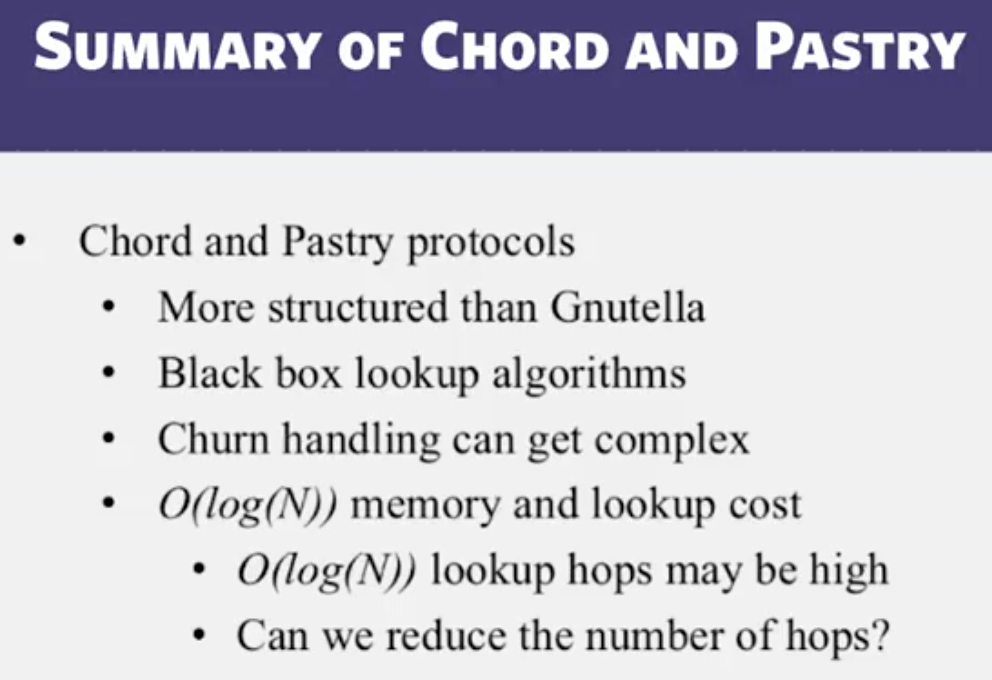 SUMMARY OF CHORD AND PASTRY
• Chord and Pastry protocols
• More structured than Gnutella
• Black box lookup algorithms
• Churn handling can get complex
• O(log(N)) memory and lookup cost
• O(log(N)) lookup hops may be high
• Can we reduce the number of hops?